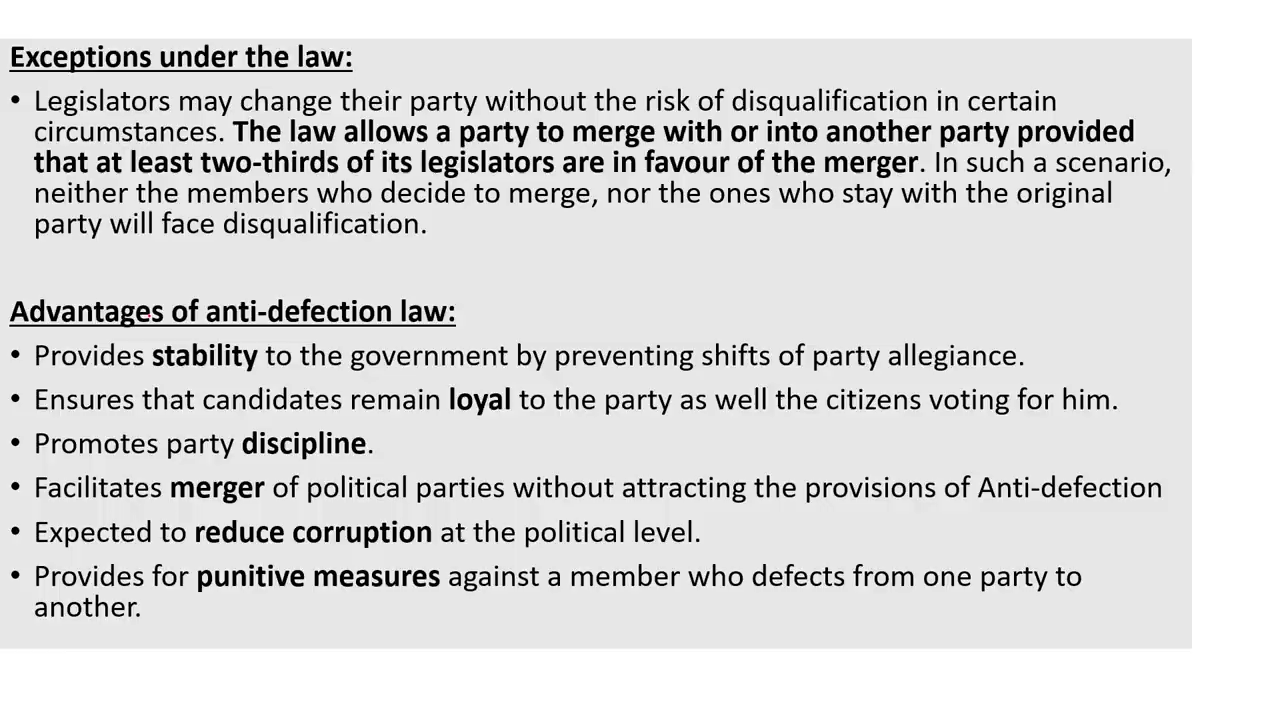 Exceptions under the law:
• Legislators may change their party without the risk of disqualification in certain
circumstances. The law allows a party to merge with or into another party provided
that at least two-thirds of its legislators are in favour of the merger. In such a scenario,
neither the members who decide to merge, nor the ones who stay with the original
party will face disqualification.
Advantages of anti-defection law:
• Provides stability to the government by preventing shifts of party allegiance.
• Ensures that candidates remain loyal to the party as well the citizens voting for him.
• Promotes party discipline.
• Facilitates merger of political parties without attracting the provisions of Anti-defection
• Expected to reduce corruption at the political level.
• Provides for punitive measures against a member who defects from one party to
another.